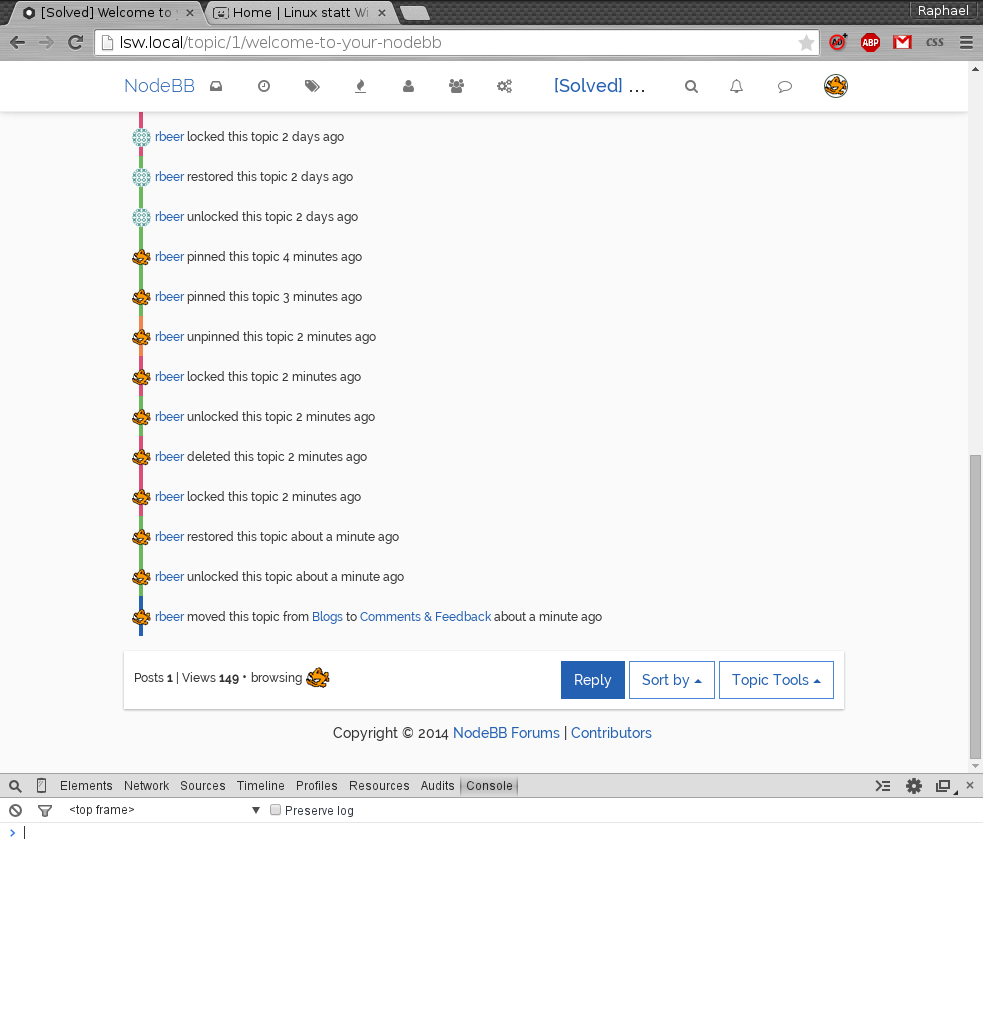 [Solved] Welcome to
Home | Linux statt Wi
Raphael
lsw.local/topic/1/welcome-to-your-nodebb
ABP
CSS
NodeBB
[Solved] ...
rbeer locked this topic 2 days ago
rbeer restored this topic 2 days ago
rbeer unlocked this topic 2 days ago
rbeer pinned this topic 4 minutes ago
rbeer pinned this topic 3 minutes ago
rbeer unpinned this topic 2 minutes ago
rbeer locked this topic 2 minutes ago
rbeer unlocked this topic 2 minutes ago
rbeer deleted this topic 2 minutes ago
rbeer locked this topic 2 minutes ago
rbeer restored this topic about a minute ago
rbeer unlocked this topic about a minute ago
rbeer moved this topic from Blogs to Comments & Feedback about a minute ago
Posts 1 | Views 149 • browsing
Reply
Sort by
Topic Tools
Copyright © 2014 NodeBB Forums | Contributors
Elements Network Sources Timeline Profiles Resources Audits Console
<top frame>
Preserve log